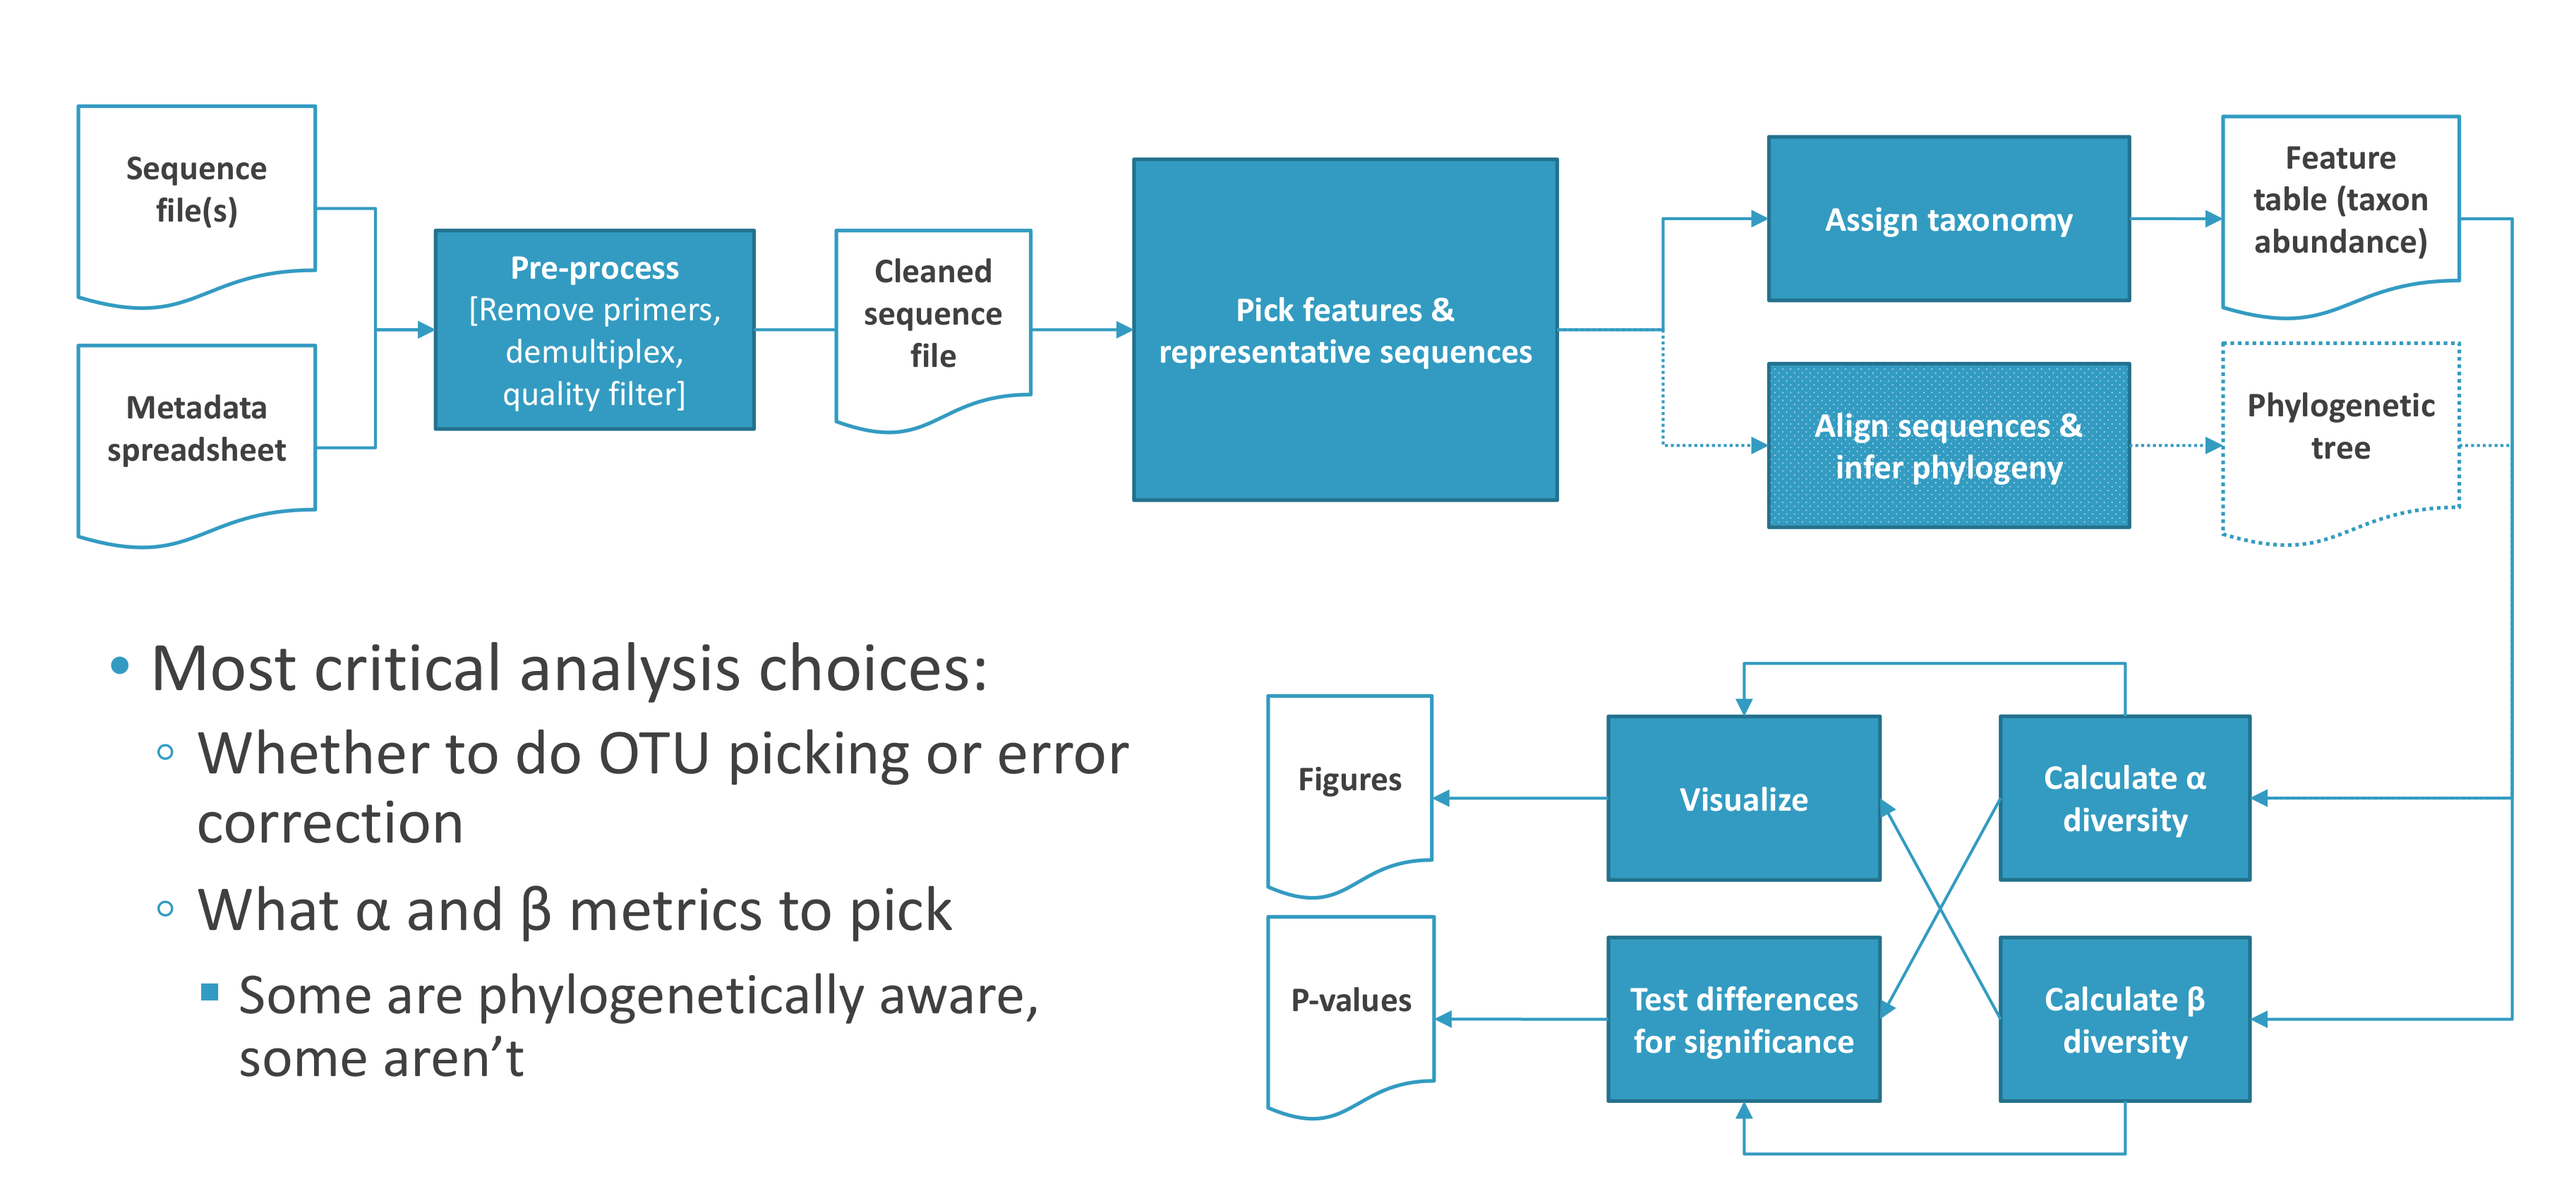 Sequence
file(s)
Metadata
spreadsheet
Pre-process
[Remove primers,
demultiplex,
quality filter]
Cleaned
sequence
file
Pick features &
representative sequences
Assign taxonomy
Align sequences &
infer phylogeny
Feature
table (taxon
abundance)
Phylogenetic
tree
• Most critical analysis choices:
◦ Whether to do OTU picking or error
correction
◦ What α and β metrics to pick
▪ Some are phylogenetically aware,
some aren’t
Figures
P-values
Visualize
Test differences
for significance
Calculate α
diversity
Calculate β
diversity